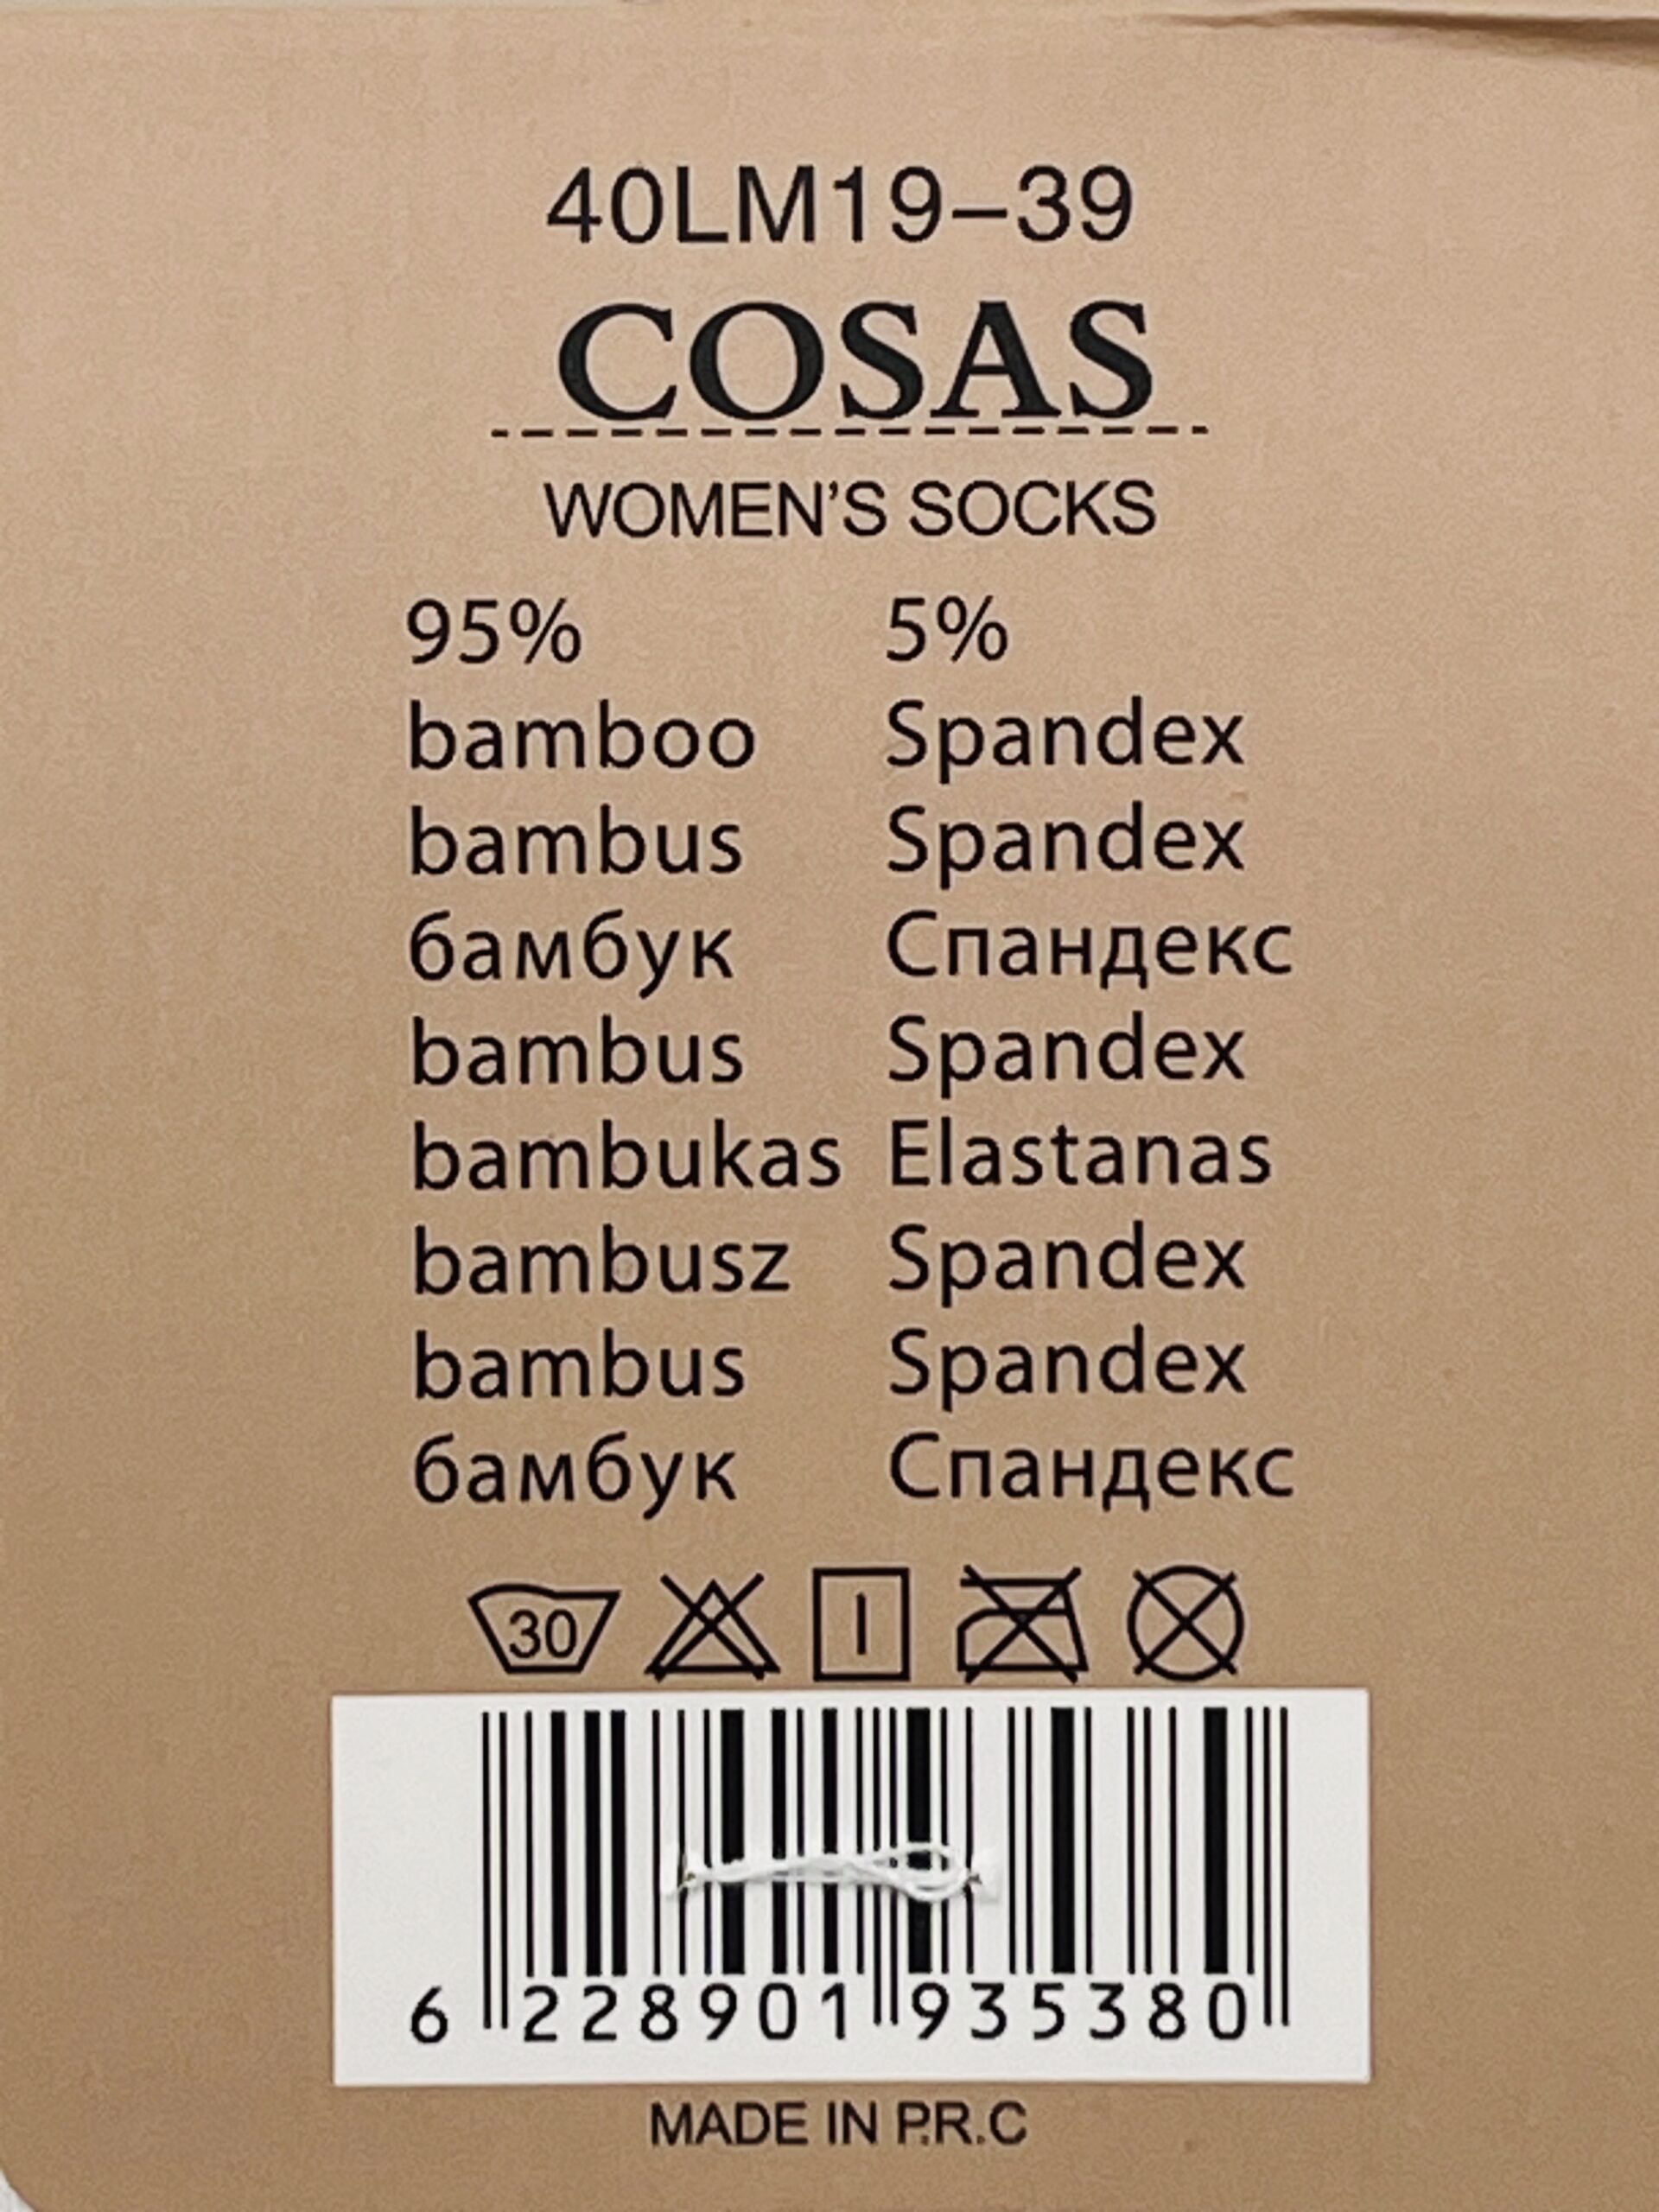 40LM19–39
COSAS
WOMEN'S SOCKS
95% 5%
bamboo Spandex
bambus Spandex
бамбук Спандекс
bambus Spandex
bambukas Elastanas
bambusz Spandex
bambus Spandex
бамбук Спандекс
30
6 228901 935380
MADE IN P.R.C